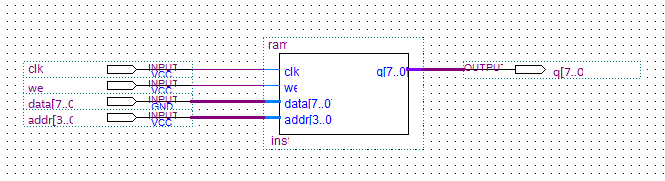 ram
clk INPUT VCC clk q[7..0 OUTPUT q[7..0
we INPUT VCC we
data[7..0 INPUT GND data[7..0
addr[3..0 INPUT VCC addr[3..0
inst